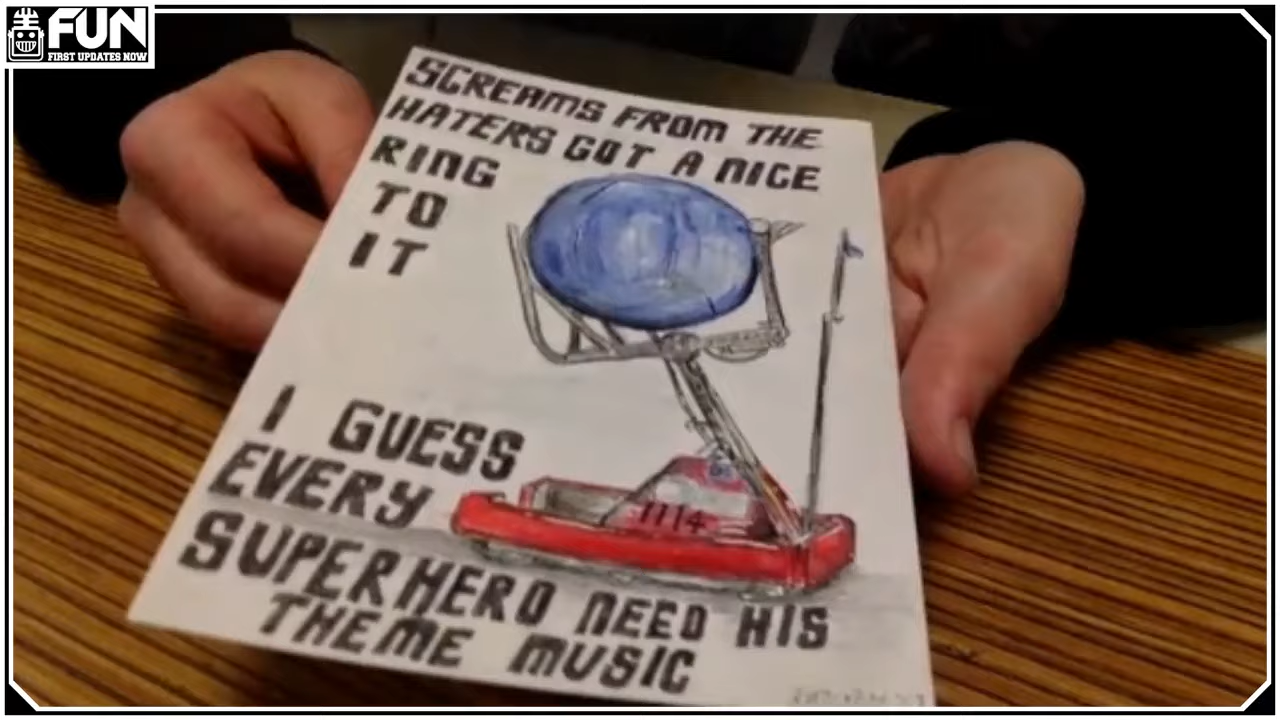 FUN
FIRST UPDATES NOW
SCREAMS FROM THE
HATERS GOT A NICE
RING
TO
IT
I GUESS
EVERY
SUPERHERO NEED HIS
THEME MUSIC
1114